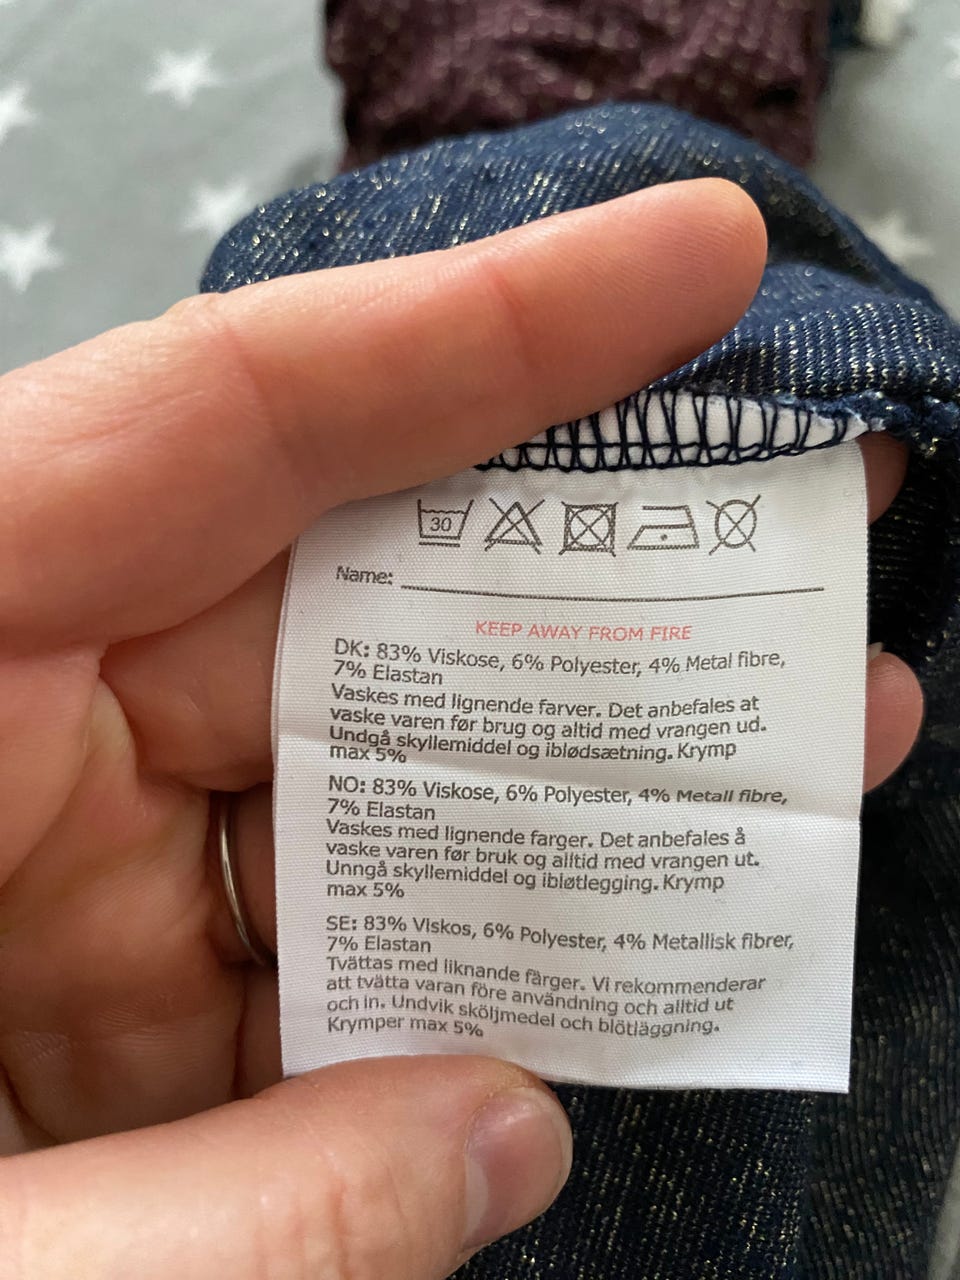 30
Name:
KEEP AWAY FROM FIRE
DK: 83% Viskose, 6% Polyester, 4% Metal fibre,
7% Elastan
Vaskes med lignende farver. Det anbefales at
vaske varen før brug og altid med vrangen ud.
Undgå skyllemiddel og iblødsætning. Krymp
max 5%
NO: 83% Viskose, 6% Polyester, 4% Metall fibre,
7% Elastan
Vaskes med lignende farger. Det anbefales å
vaske varen før bruk og alltid med vrangen ut.
Unngå skyllemiddel og ibløtlegging. Krymp
max 5%
SE: 83% Viskos, 6% Polyester, 4% Metallisk fibrer,
7% Elastan
Tvättas med liknande färger. Vi rekommenderar
att tvätta varan före användning och alltid ut
och in. Undvik sköljmedel och blötläggning.
Krymper max 5%